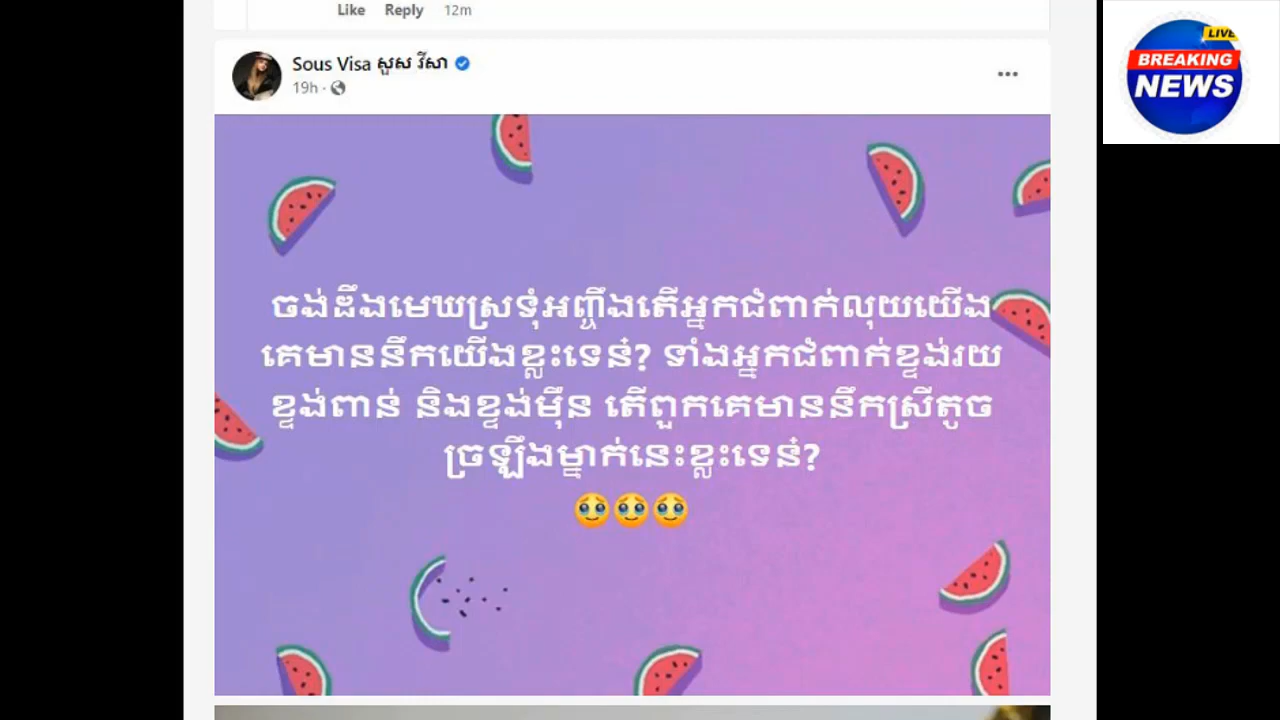 Like Reply 12m
Sous Visa សួស វីសា
19h
LIVE
BREAKING
NEWS
ចង់ដឹងមេឃស្រទុំអញ្ចឹងតើអ្នកជំពាក់លុយយើង
គេមាននឹកយើងខ្លះទេន៎? ទាំងអ្នកជំពាក់ខ្ទង់រយ
ខ្ទង់ពាន់ និងខ្ទង់ម៉ឺន តើពួកគេមាននឹកស្រីតូច
ច្រឡឹងម្នាក់នេះខ្លះទេន៎?